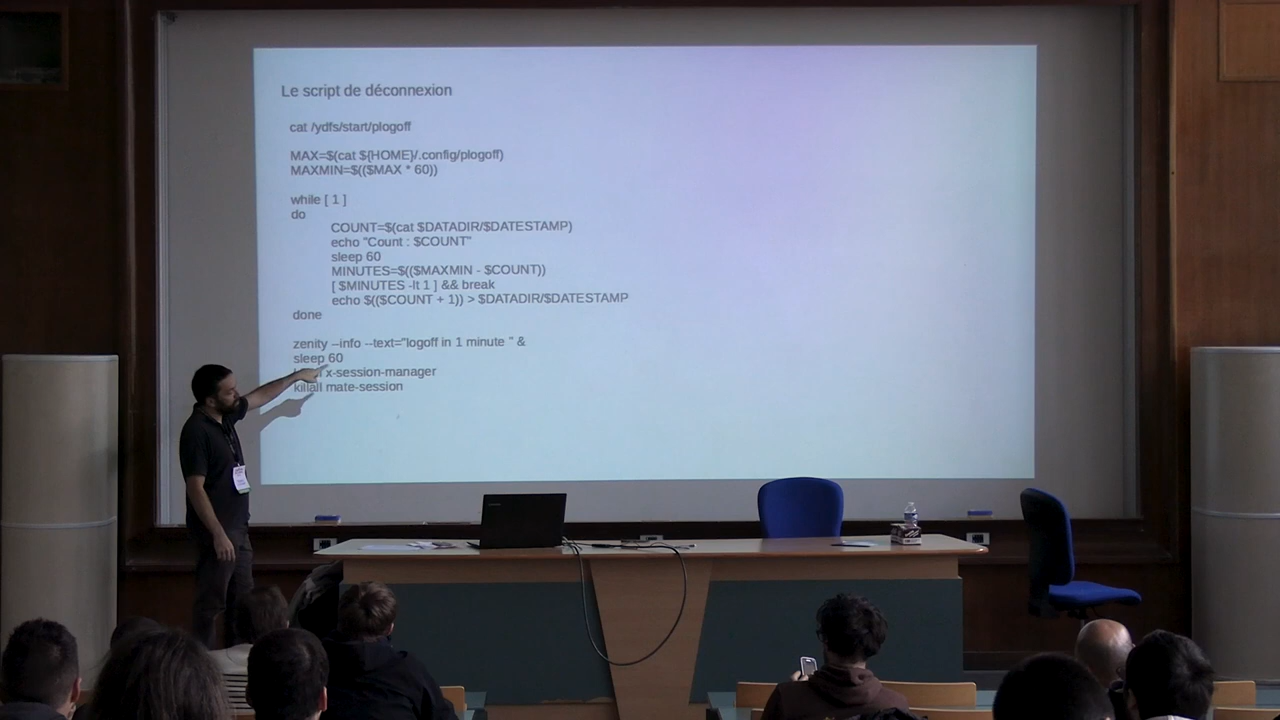 Le script de déconnexion
cat /ydfs/start/plogoff
MAX=$(cat ${HOME}/.config/plogoff)
MAXMIN=$(($MAX * 60))
while [ 1 ]
do
COUNT=$(cat $DATADIR/$DATESTAMP)
echo "Count : $COUNT"
sleep 60
MINUTES=$(($MAXMIN - $COUNT))
[ $MINUTES -lt 1 ] && break
echo $(($COUNT + 1)) > $DATADIR/$DATESTAMP
done
zenity --info --text="logoff in 1 minute " &
sleep 60
x-session-manager
killall mate-session